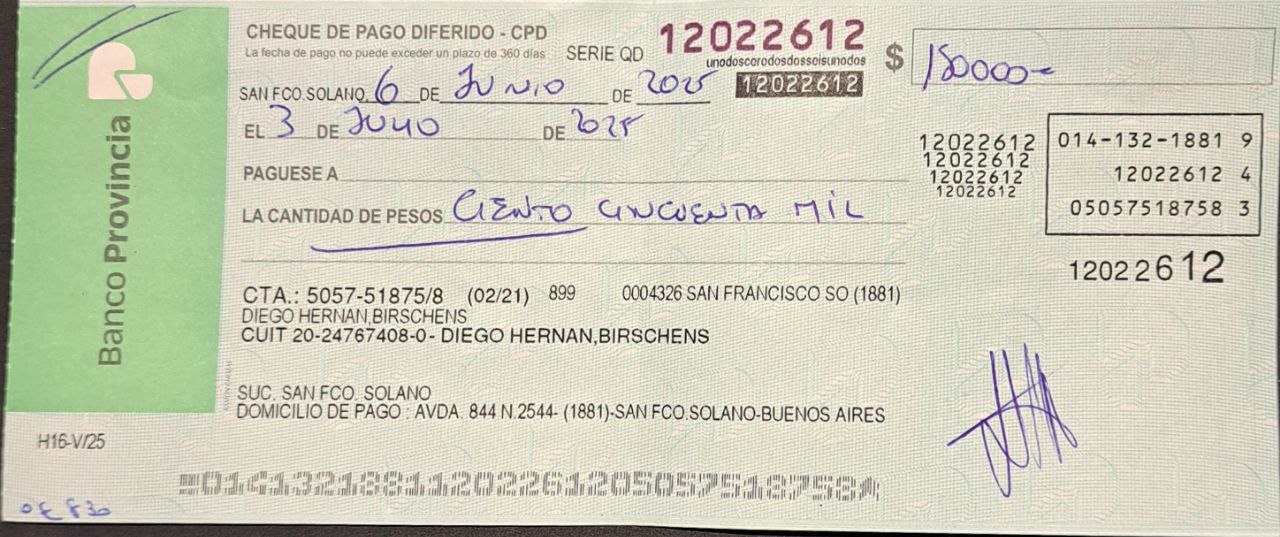 CHEQUE DE PAGO DIFERIDO - CPD
La fecha de pago no puede exceder un plazo de 360 días
SERIE QD
12022612
unodoscerodosdosseisunodos
12022612
$ 150000-
SAN FCO.SOLANO, 6 DE JUNIO DE 2025
EL 3 DE JULIO DE 2025
PAGUESE A
LA CANTIDAD DE PESOS CIENTO CINCUENTA MIL
12022612
12022612
12022612
12022612
014-132-1881 9
12022612 4
05057518758 3
12022612
CTA.: 5057-51875/8 (02/21) 899 0004326 SAN FRANCISCO SO (1881)
DIEGO HERNAN,BIRSCHENS
CUIT 20-24767408-0- DIEGO HERNAN,BIRSCHENS
SUC. SAN FCO. SOLANO
DOMICILIO DE PAGO : AVDA. 844 N.2544- (1881)-SAN FCO.SOLANO-BUENOS AIRES
Banco Provincia
H16-V/25